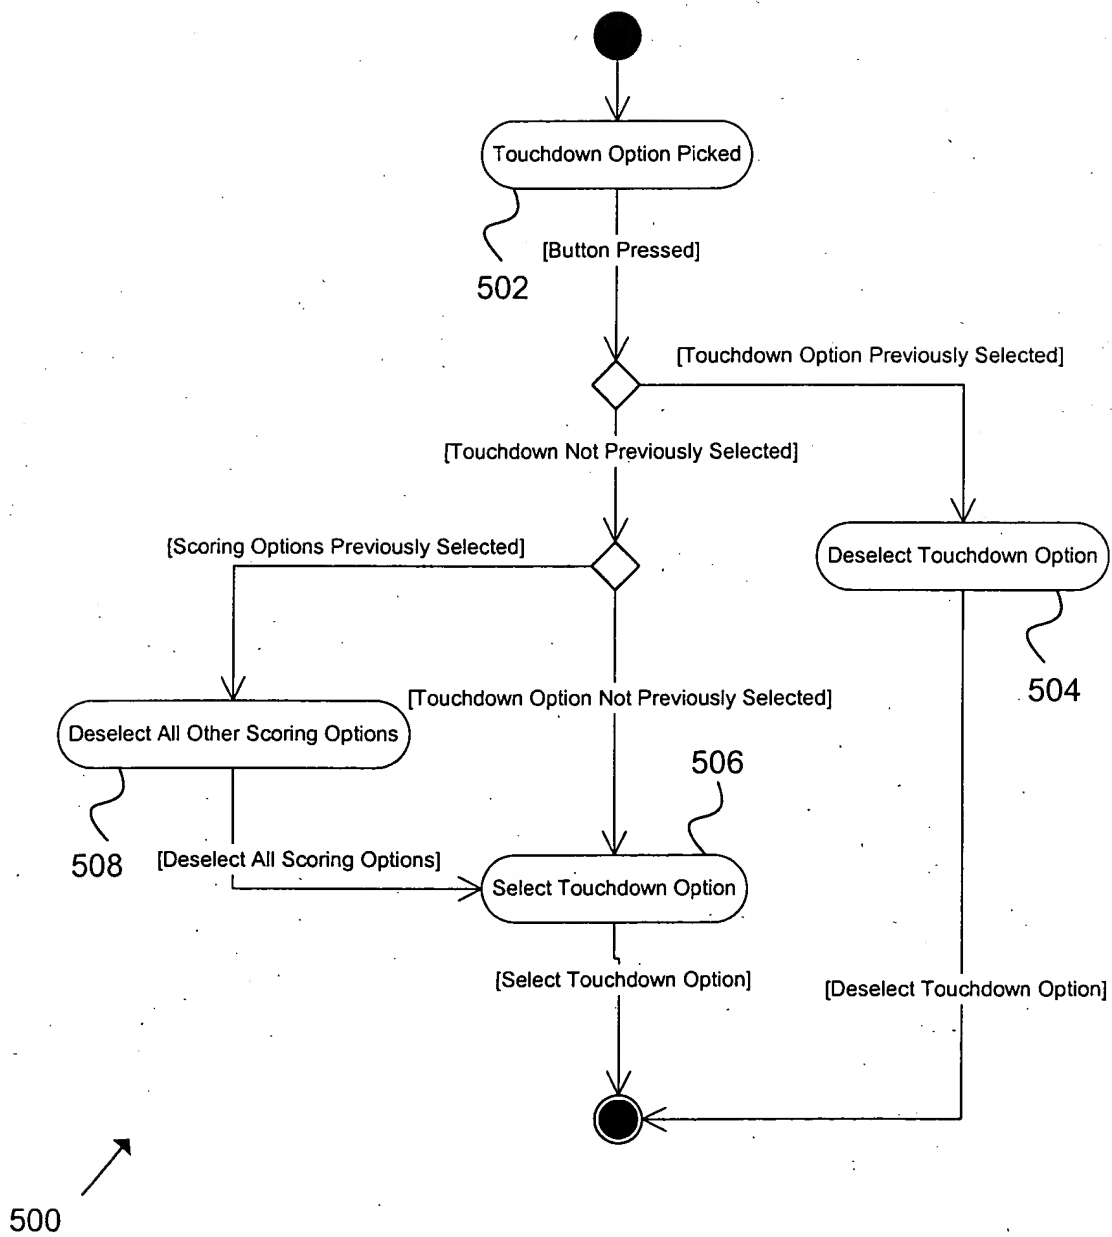 Touchdown Option Picked
[Button Pressed]
502
[Touchdown Option Previously Selected]
[Touchdown Not Previously Selected]
[Scoring Options Previously Selected]
Deselect Touchdown Option
504
[Touchdown Option Not Previously Selected]
Deselect All Other Scoring Options
506
508
[Deselect All Scoring Options]
Select Touchdown Option
[Select Touchdown Option]
[Deselect Touchdown Option]
500